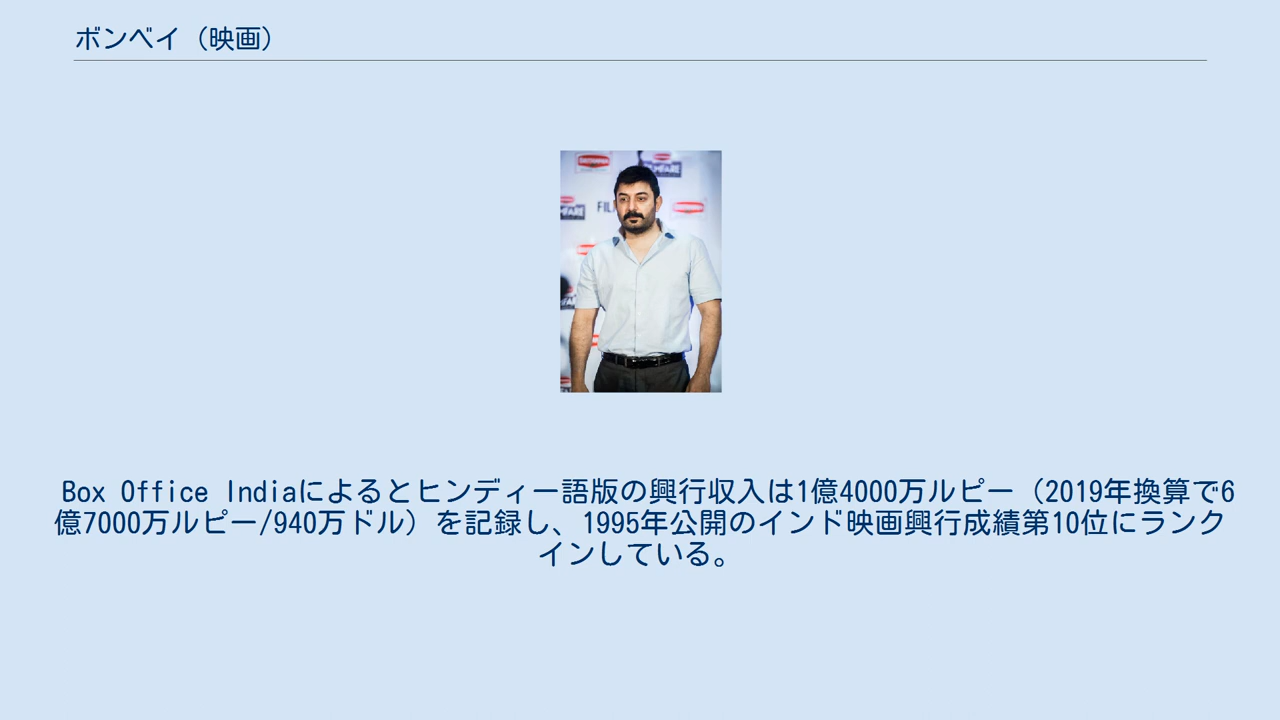 ボンベイ（映画）
FILM
Box Office Indiaによるとヒンディー語版の興行収入は1億4000万ルピー（2019年換算で6
億7000万ルピー/940万ドル）を記録し、1995年公開のインド映画興行成績第10位にランク
インしている。